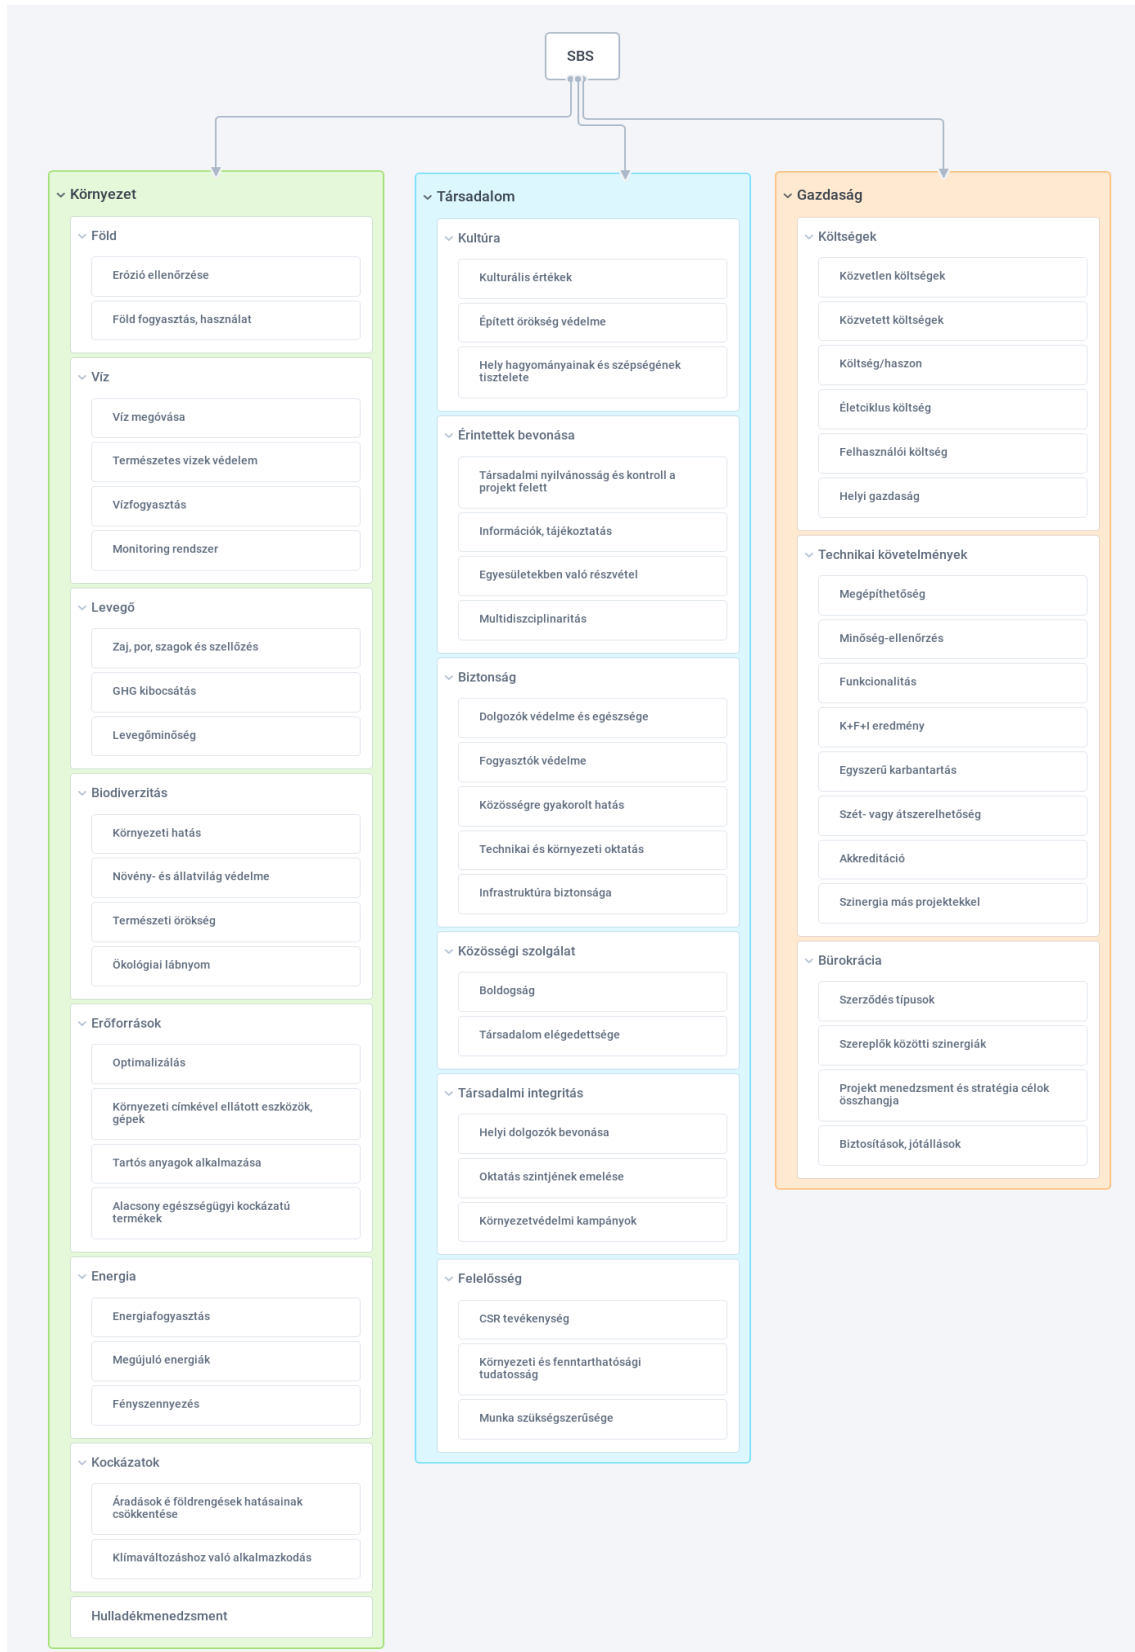 SBS
Környezet
Föld
Erózió ellenőrzése
Föld fogyasztás, használat
Víz
Víz megóvása
Természetes vizek védelem
Vízfogyasztás
Monitoring rendszer
Levegő
Zaj, por, szagok és szellőzés
GHG kibocsátás
Levegőminőség
Biodiverzitás
Környezeti hatás
Növény- és állatvilág védelme
Természeti örökség
Ökológiai lábnyom
Erőforrások
Optimalizálás
Környezeti címkével ellátott eszközök,
gépek
Tartós anyagok alkalmazása
Alacsony egészségügyi kockázatú
termékek
Energia
Energiafogyasztás
Megújuló energiák
Fényszennyezés
Kockázatok
Áradások é földrengések hatásainak
csökkentése
Klímaváltozáshoz való alkalmazkodás
Hulladékmenedzsment
Társadalom
Kultúra
Kulturális értékek
Épített örökség védelme
Hely hagyományainak és szépségének
tisztelete
Érintettek bevonása
Társadalmi nyilvánosság és kontroll a
projekt felett
Információk, tájékoztatás
Egyesületekben való részvétel
Multidiszciplinaritás
Biztonság
Dolgozók védelme és egészsége
Fogyasztók védelme
Közösségre gyakorolt hatás
Technikai és környezeti oktatás
Infrastruktúra biztonsága
Közösségi szolgálat
Boldogság
Társadalom elégedettsége
Társadalmi integritás
Helyi dolgozók bevonása
Oktatás szintjének emelése
Környezetvédelmi kampányok
Felelősség
CSR tevékenység
Környezeti és fenntarthatósági
tudatosság
Munka szükségszerűsége
Gazdaság
Költségek
Közvetlen költségek
Közvetett költségek
Költség/haszon
Életciklus költség
Felhasználói költség
Helyi gazdaság
Technikai követelmények
Megépíthetőség
Minőség-ellenőrzés
Funkcionalitás
K+F+I eredmény
Egyszerű karbantartás
Szét- vagy átszerelhetőség
Akkreditáció
Szinergia más projektekkel
Bürokrácia
Szerződés típusok
Szereplők közötti szinergiák
Projekt menedzsment és stratégia célok
összhangja
Biztosítások, jótállások